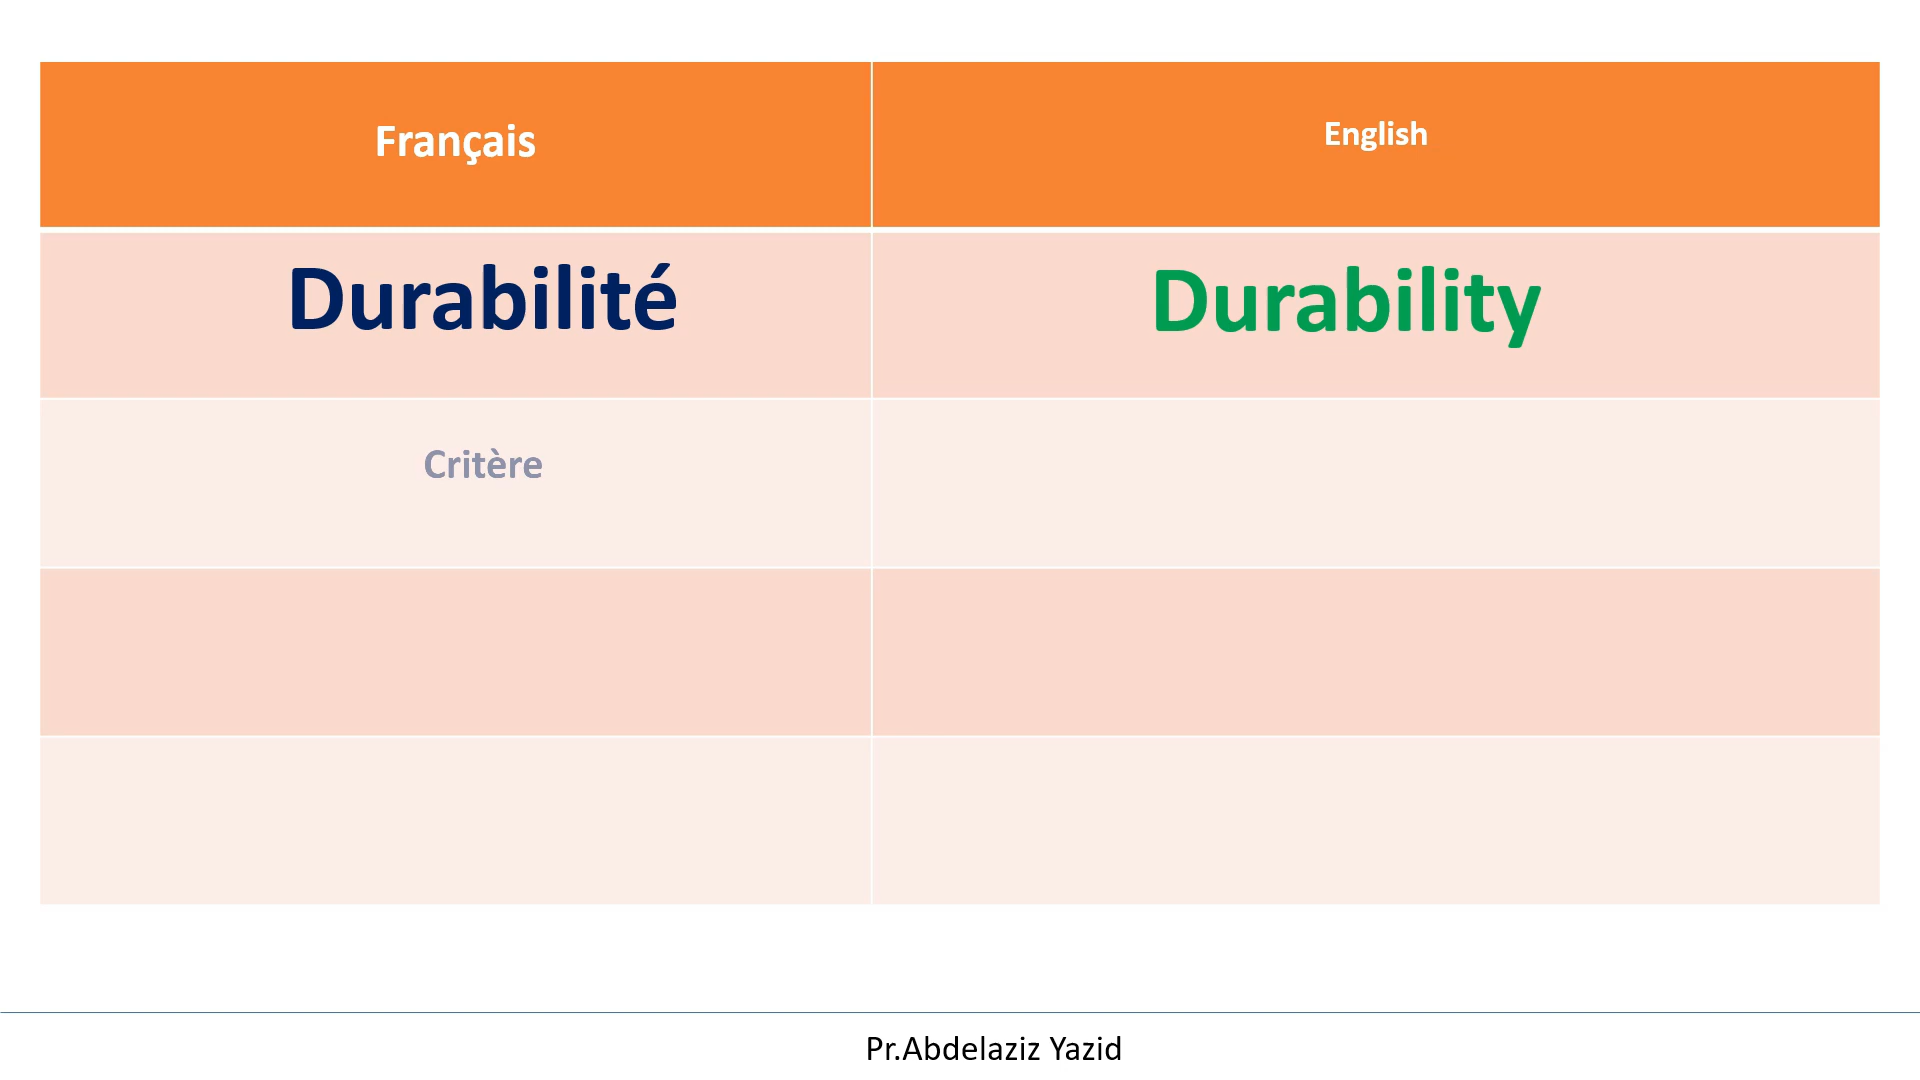 Français
English
Durabilité
Durability
Critère
Pr.Abdelaziz Yazid